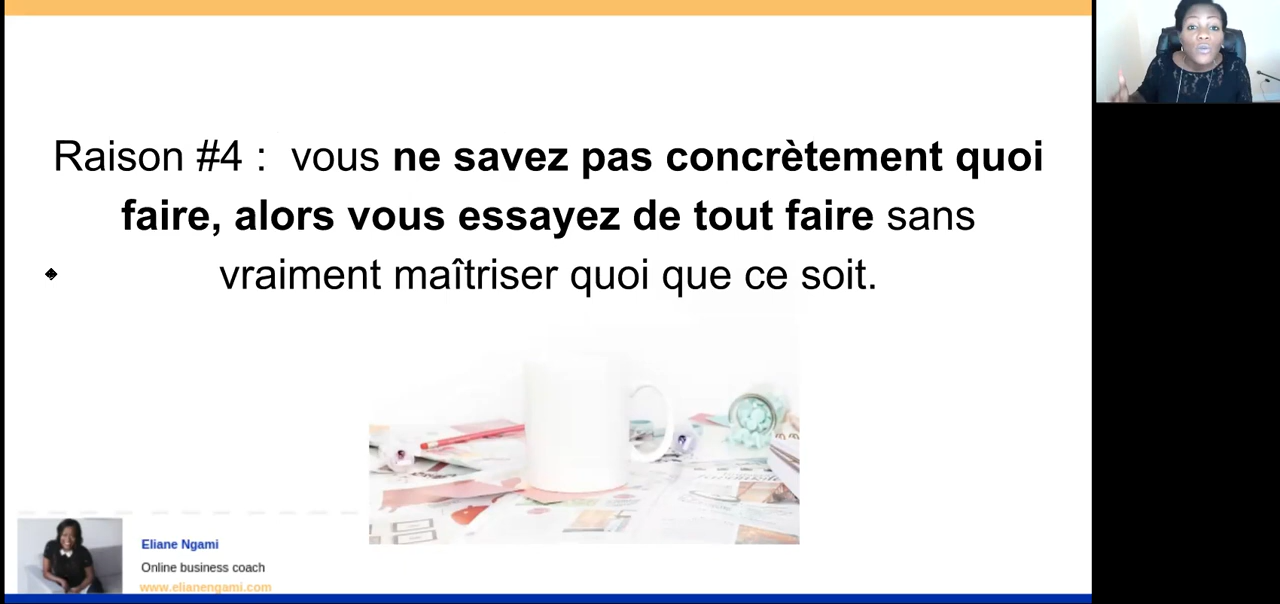 Raison #4 : vous ne savez pas concrètement quoi
faire, alors vous essayez de tout faire sans
vraiment maîtriser quoi que ce soit.
Eliane Ngami
Online business coach
www.elianengami.com